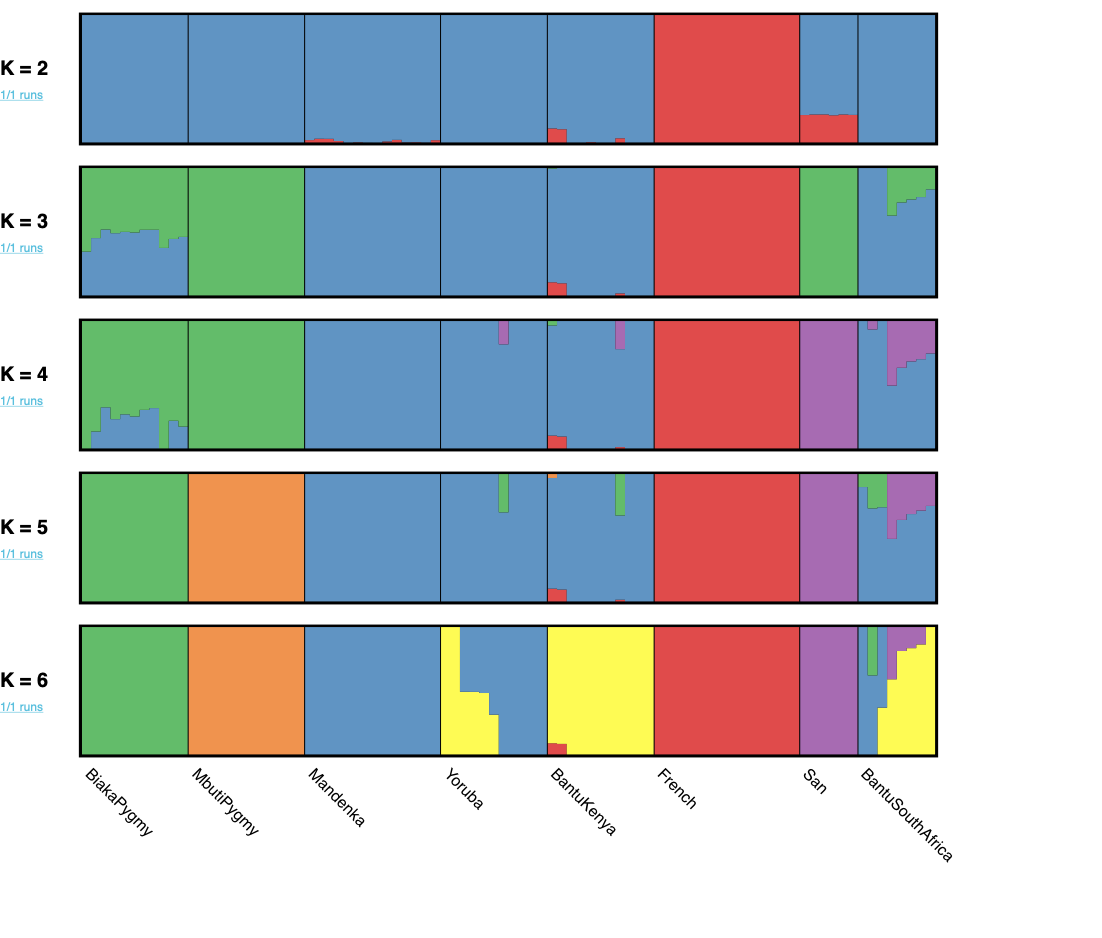 K = 2
1/1 runs
K = 3
1/1 runs
K = 4
1/1 runs
K = 5
1/1 runs
K = 6
1/1 runs
BiakaPygmy
MbutiPygmy
Mandenka
Yoruba
BantuKenya
French
San
BantuSouthAfrica